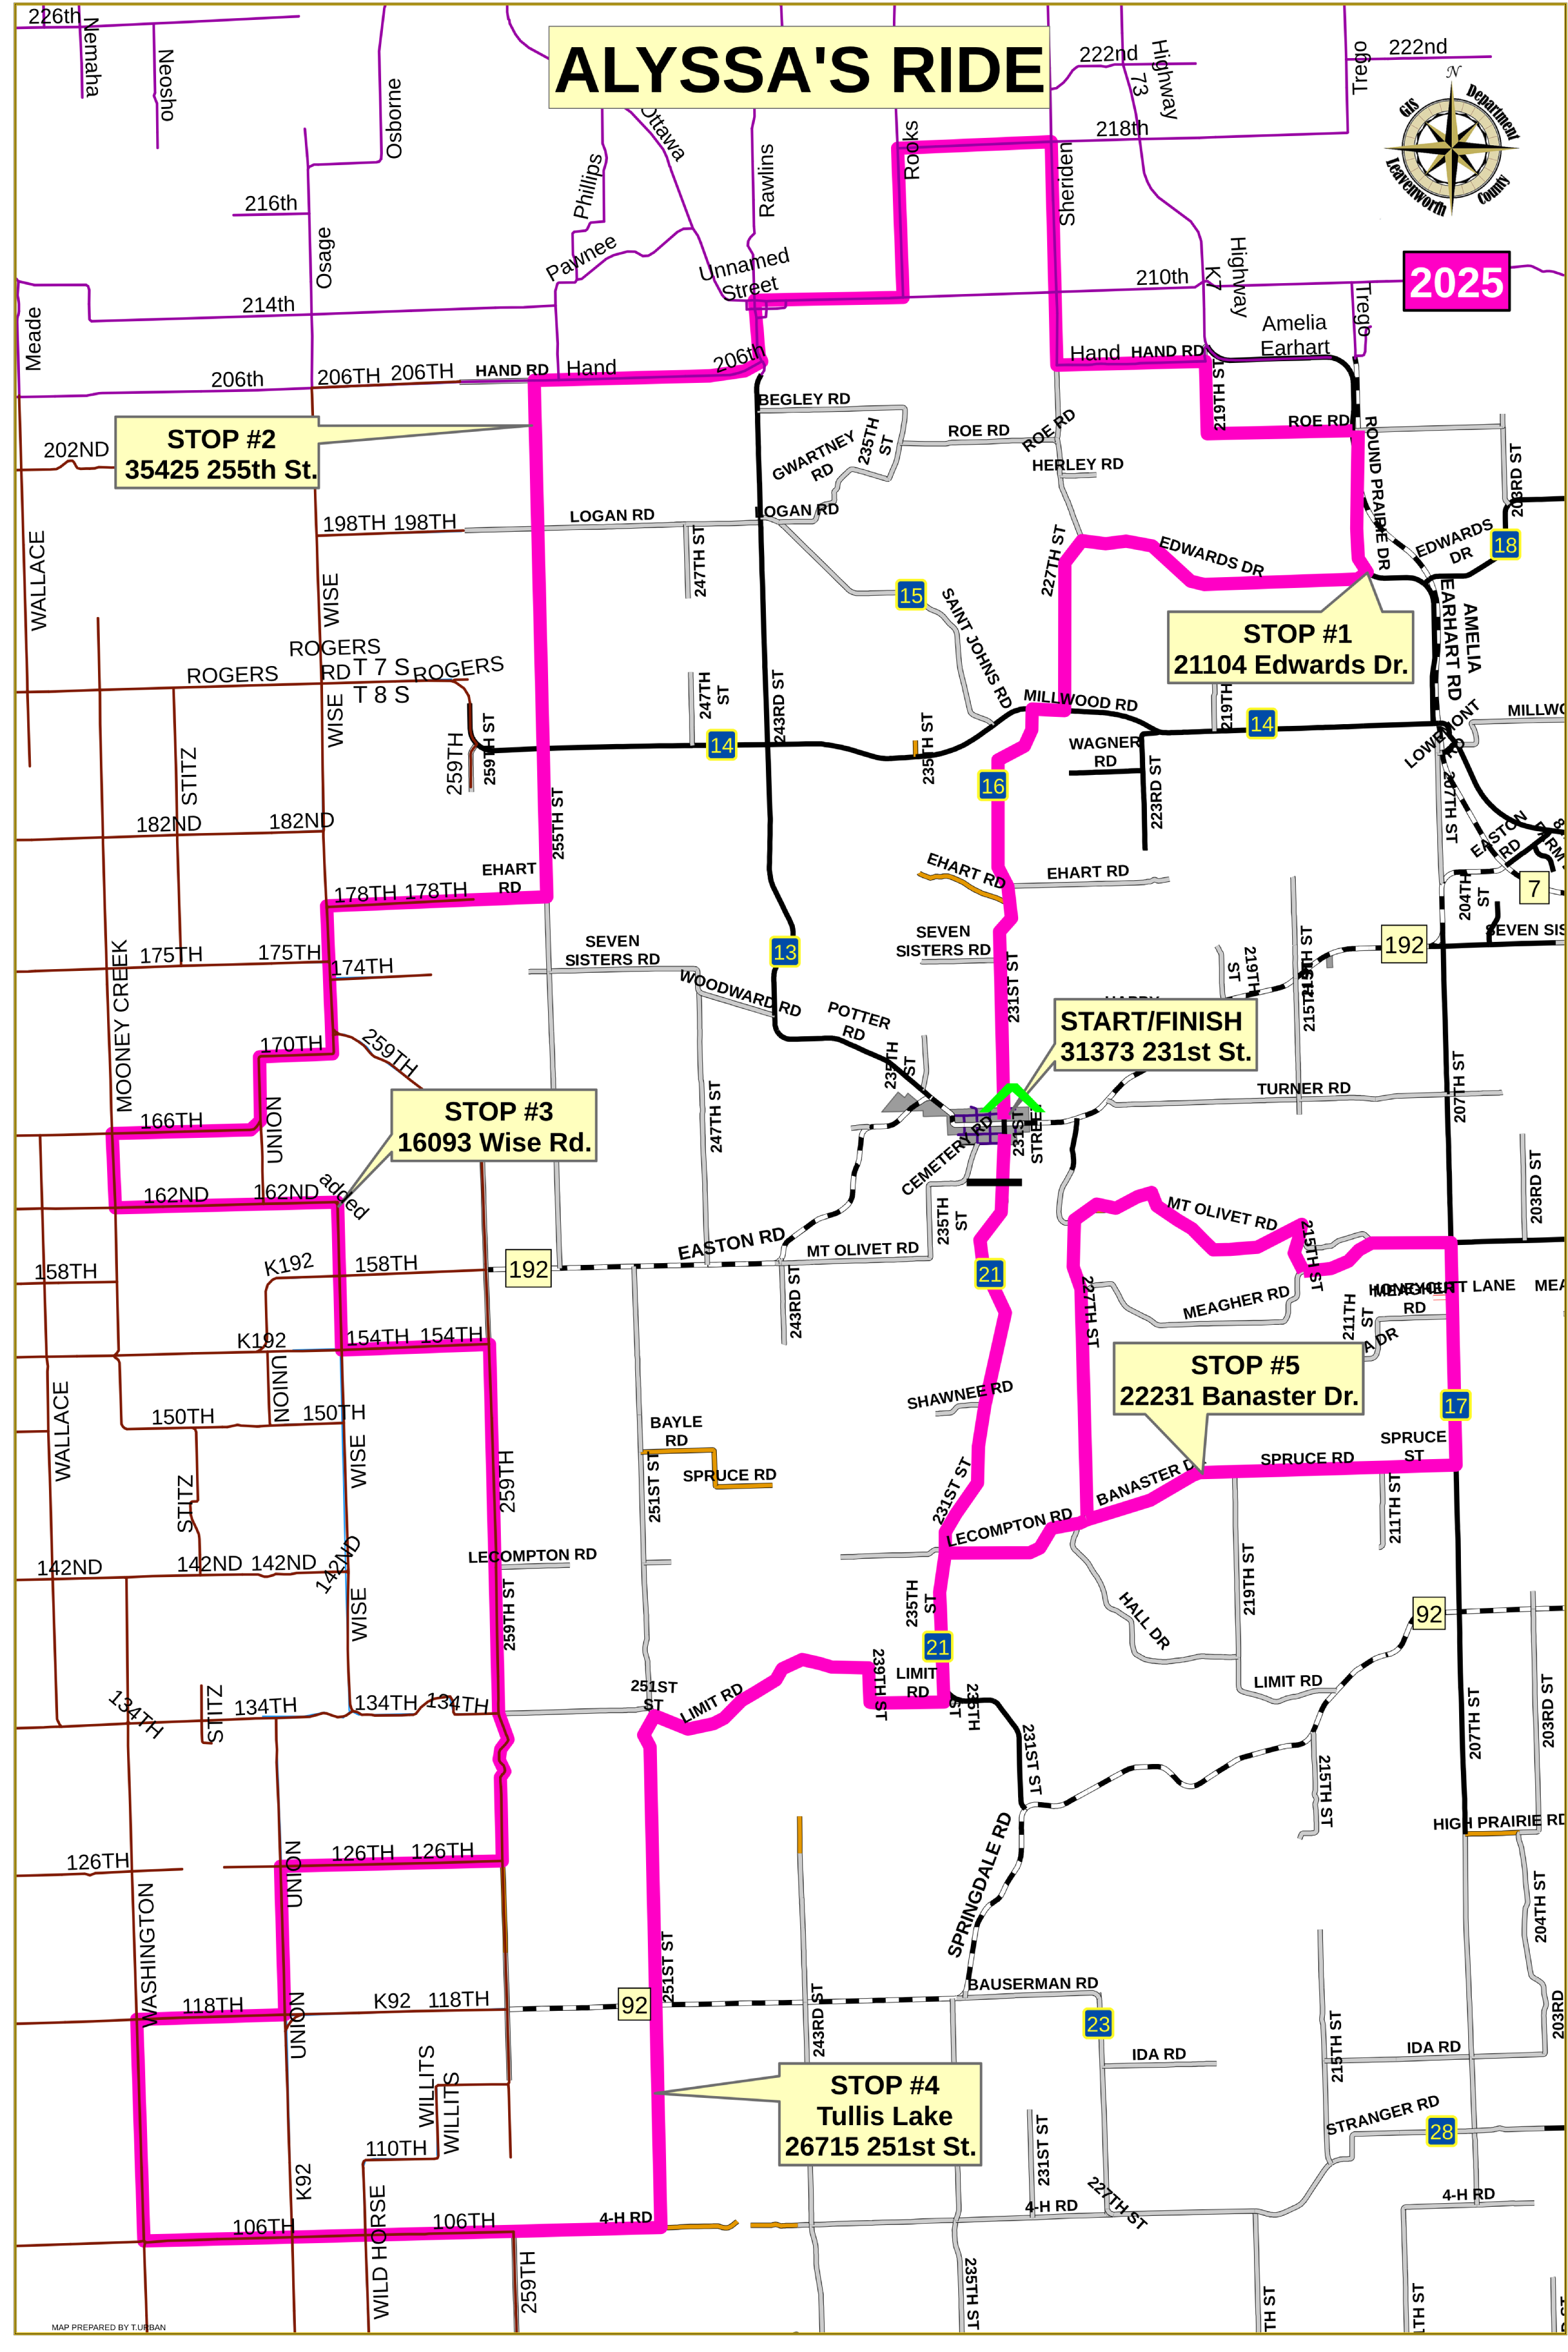 226th
Nemaha
Neosho
Osborne
ALYSSA'S RIDE
222nd
Highway
73
Trego
222nd
N
GIS
Department
Leavenworth
County
218th
Ottawa
Phillips
Rawlins
Rooks
Sheriden
216th
Osage
Pawnee
Unnamed
Street
210th
K7
Highway
2025
214th
Meade
Trego
Amelia
Earhart
206th
206TH
206TH
HAND RD
Hand
206th
Hand
HAND RD
219TH ST
BEGLEY RD
STOP #2
35425 255th St.
202ND
GWARTNEY
RD
235TH
ST
ROE RD
ROE RD
ROE RD
HERLEY RD
ROUND PRAIRIE DR
203RD ST
198TH
198TH
LOGAN RD
LOGAN RD
WALLACE
WISE
247TH ST
15
SAINT JOHNS RD
227TH ST
EDWARDS DR
EDWARDS
DR
18
STOP #1
21104 Edwards Dr.
AMELIA
EARHART RD
ROGERS
ROGERS
RD
T 7 S
T 8 S
ROGERS
WISE
247TH
ST
243RD ST
235TH ST
MILLWOOD RD
219TH
14
14
LOWEMONT
RD
STITZ
259TH
259TH ST
16
WAGNER
RD
223RD ST
207TH ST
EASTON
RD
182ND
182ND
255TH ST
EHART
RD
EHART RD
EHART RD
204TH
ST
7
178TH
178TH
MOONEY CREEK
175TH
175TH
174TH
SEVEN
SISTERS RD
13
SEVEN
SISTERS RD
231ST ST
219TH
ST
215TH ST
215TH ST
192
WOODWARD RD
POTTER
RD
START/FINISH
31373 231st St.
170TH
259TH
UNION
166TH
STOP #3
16093 Wise Rd.
247TH ST
235TH
ST
231ST
STREET
CEMETERY RD
TURNER RD
207TH ST
162ND
162ND
added
235TH
ST
203RD ST
MT OLIVET RD
215TH ST
158TH
K192
158TH
192
EASTON RD
MT OLIVET RD
243RD ST
21
227TH ST
MEAGHER RD
MEAGHER
RD
211TH
ST
K192
154TH
154TH
UNION
WALLACE
STOP #5
22231 Banaster Dr.
150TH
150TH
WISE
259TH
BAYLE
RD
251ST ST
SPRUCE RD
SHAWNEE RD
17
SPRUCE
ST
SPRUCE RD
STITZ
231ST ST
BANASTER
LECOMPTON RD
211TH ST
142ND
142ND
142ND
142ND
WISE
LECOMPTON RD
259TH ST
235TH
ST
219TH ST
HALL DR
92
21
239TH ST
LIMIT
RD
LIMIT RD
LIMIT RD
251ST
ST
134TH
STITZ
134TH
134TH
134TH
235TH
ST
231ST ST
207TH ST
203RD ST
215TH ST
HIGH PRAIRIE RD
126TH
UNION
126TH
126TH
WASHINGTON
SPRINGDALE RD
204TH ST
251ST ST
118TH
UNION
K92
118TH
92
243RD ST
BAUSERMAN RD
23
IDA RD
215TH ST
IDA RD
203RD
WILLITS
WILLITS
STOP #4
Tullis Lake
26715 251st St.
231ST ST
STRANGER RD
28
110TH
K92
WILD HORSE
106TH
106TH
4-H RD
4-H RD
227TH ST
4-H RD
259TH
235TH ST
MAP PREPARED BY T.URBAN